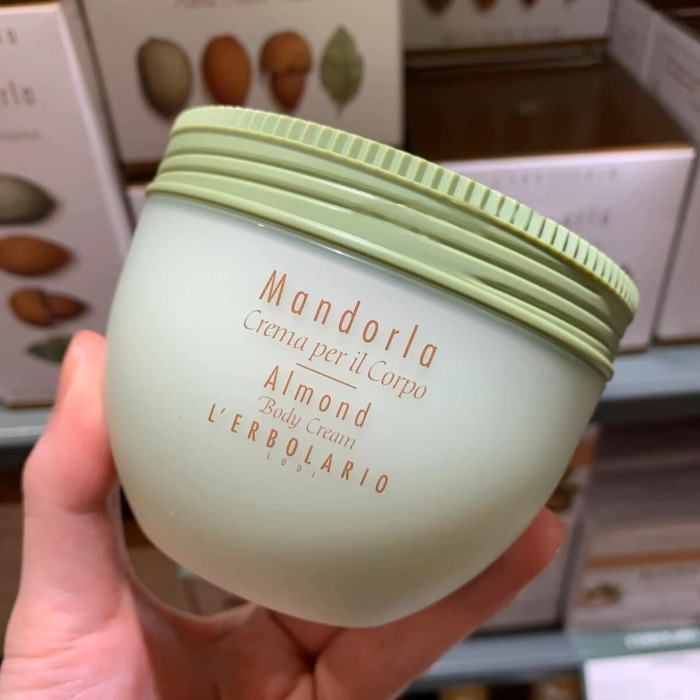 Mandorla
Crema per il Corpo
Almond
Body Cream
L'ERBOLARIO
LODI